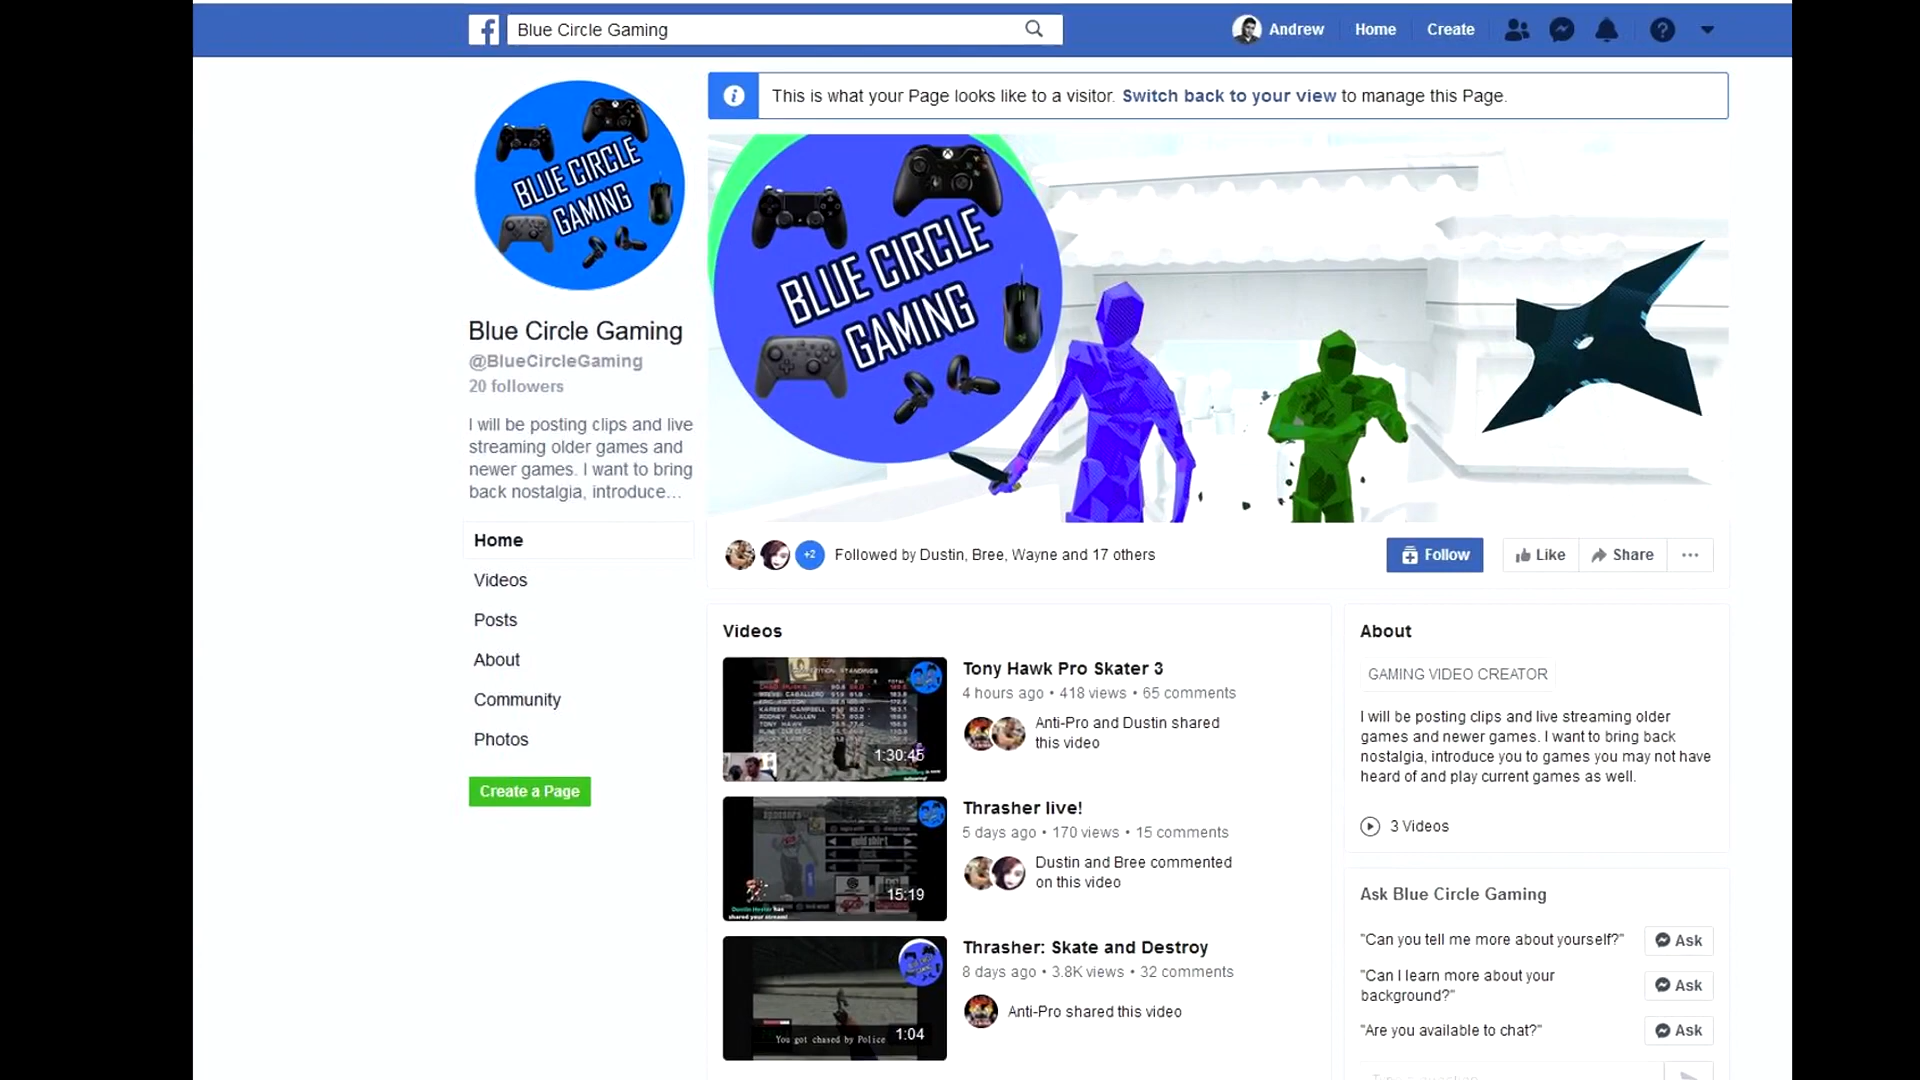 Blue Circle Gaming
Andrew
Home
Create
BLUE CIRCLE
GAMING
This is what your Page looks like to a visitor. Switch back to your view to manage this Page.
BLUE CIRCLE
GAMING
Blue Circle Gaming
@BlueCircleGaming
20 followers
I will be posting clips and live
streaming older games and
newer games. I want to bring
back nostalgia, introduce...
Home
Videos
Posts
About
Community
Photos
Create a Page
+2
Followed by Dustin, Bree, Wayne and 17 others
Follow
Like
Share
Videos
Tony Hawk Pro Skater 3
4 hours ago • 418 views • 65 comments
Anti-Pro and Dustin shared
this video
1:30:45
Thrasher live!
5 days ago • 170 views • 15 comments
Dustin and Bree commented
on this video
15:19
Thrasher: Skate and Destroy
8 days ago • 3.8K views • 32 comments
Anti-Pro shared this video
You got chased by Police
1:04
About
GAMING VIDEO CREATOR
I will be posting clips and live streaming older
games and newer games. I want to bring back
nostalgia, introduce you to games you may not have
heard of and play current games as well.
3 Videos
Ask Blue Circle Gaming
"Can you tell me more about yourself?"
Ask
"Can I learn more about your
background?"
Ask
"Are you available to chat?"
Ask